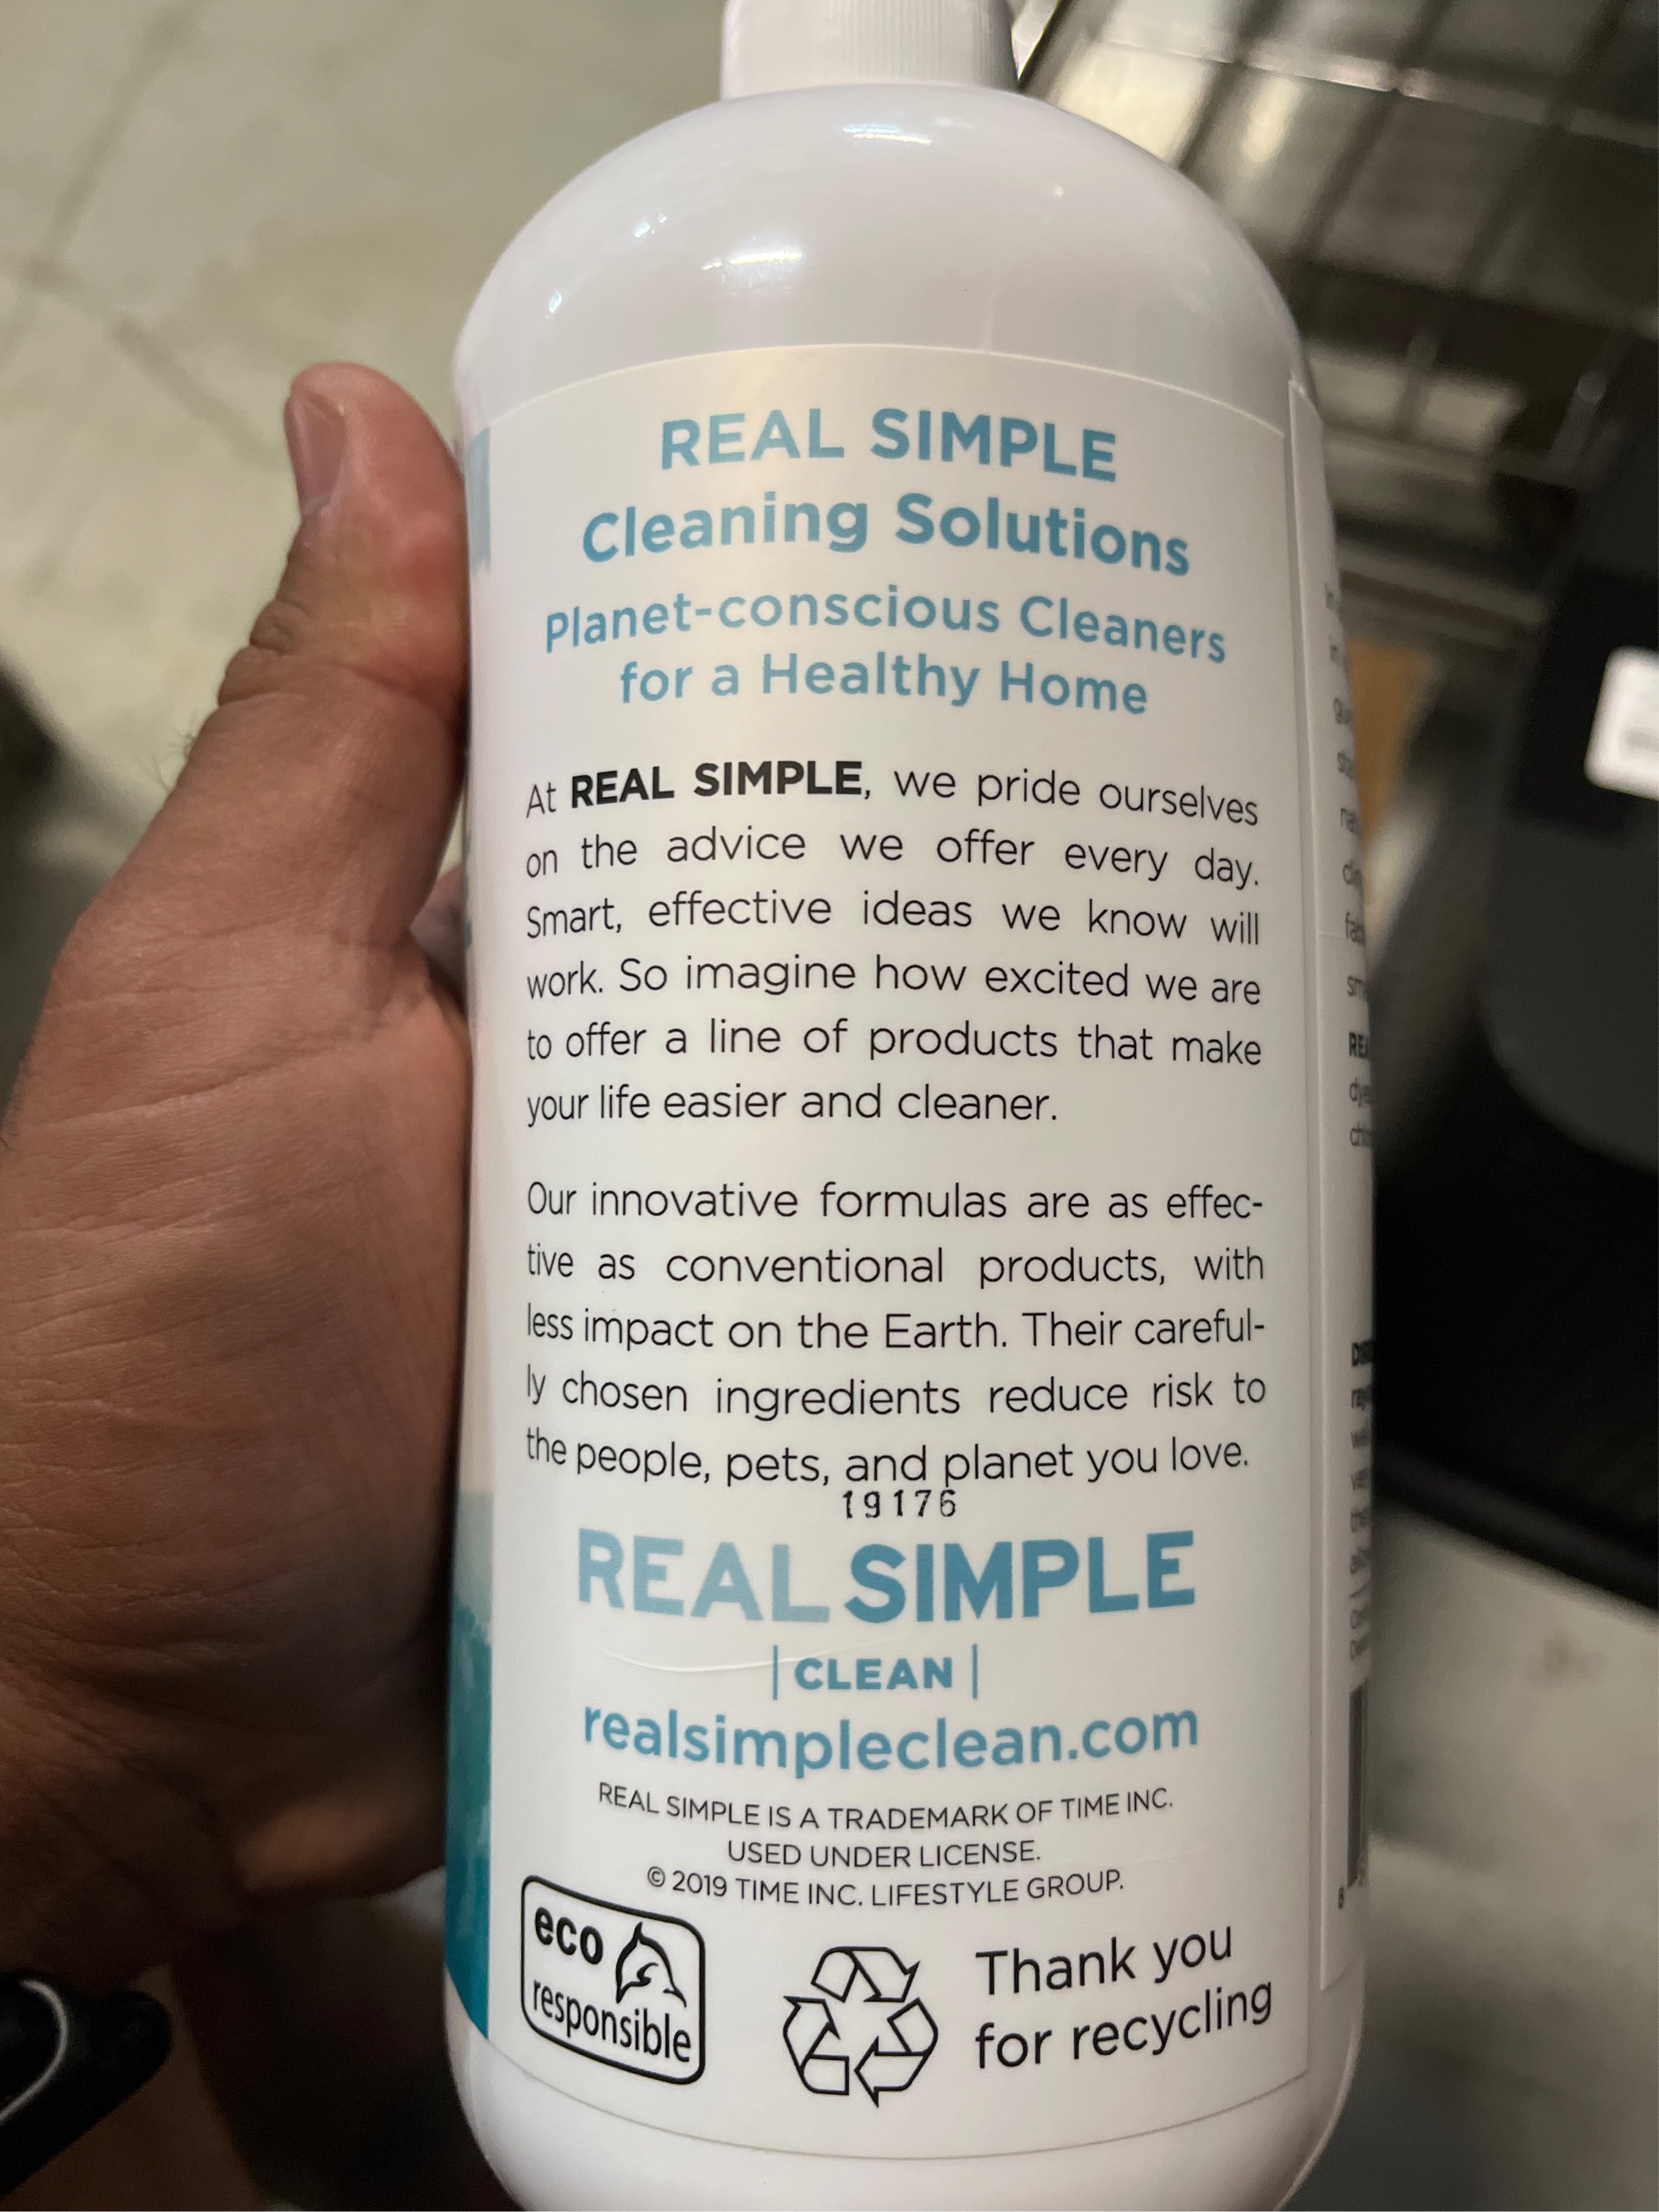 REAL SIMPLE
Cleaning Solutions
Planet-conscious Cleaners
for a Healthy Home
At REAL SIMPLE, we pride ourselves
on the advice we offer every day.
Smart, effective ideas we know will
work. So imagine how excited we are
to offer a line of products that make
your life easier and cleaner.
Our innovative formulas are as effec-
tive as conventional products, with
less impact on the Earth. Their careful-
ly chosen ingredients reduce risk to
the people, pets, and planet you love.
19176
REAL SIMPLE
| CLEAN |
realsimpleclean.com
REAL SIMPLE IS A TRADEMARK OF TIME INC.
USED UNDER LICENSE.
© 2019 TIME INC. LIFESTYLE GROUP.
eco
responsible
Thank you
for recycling